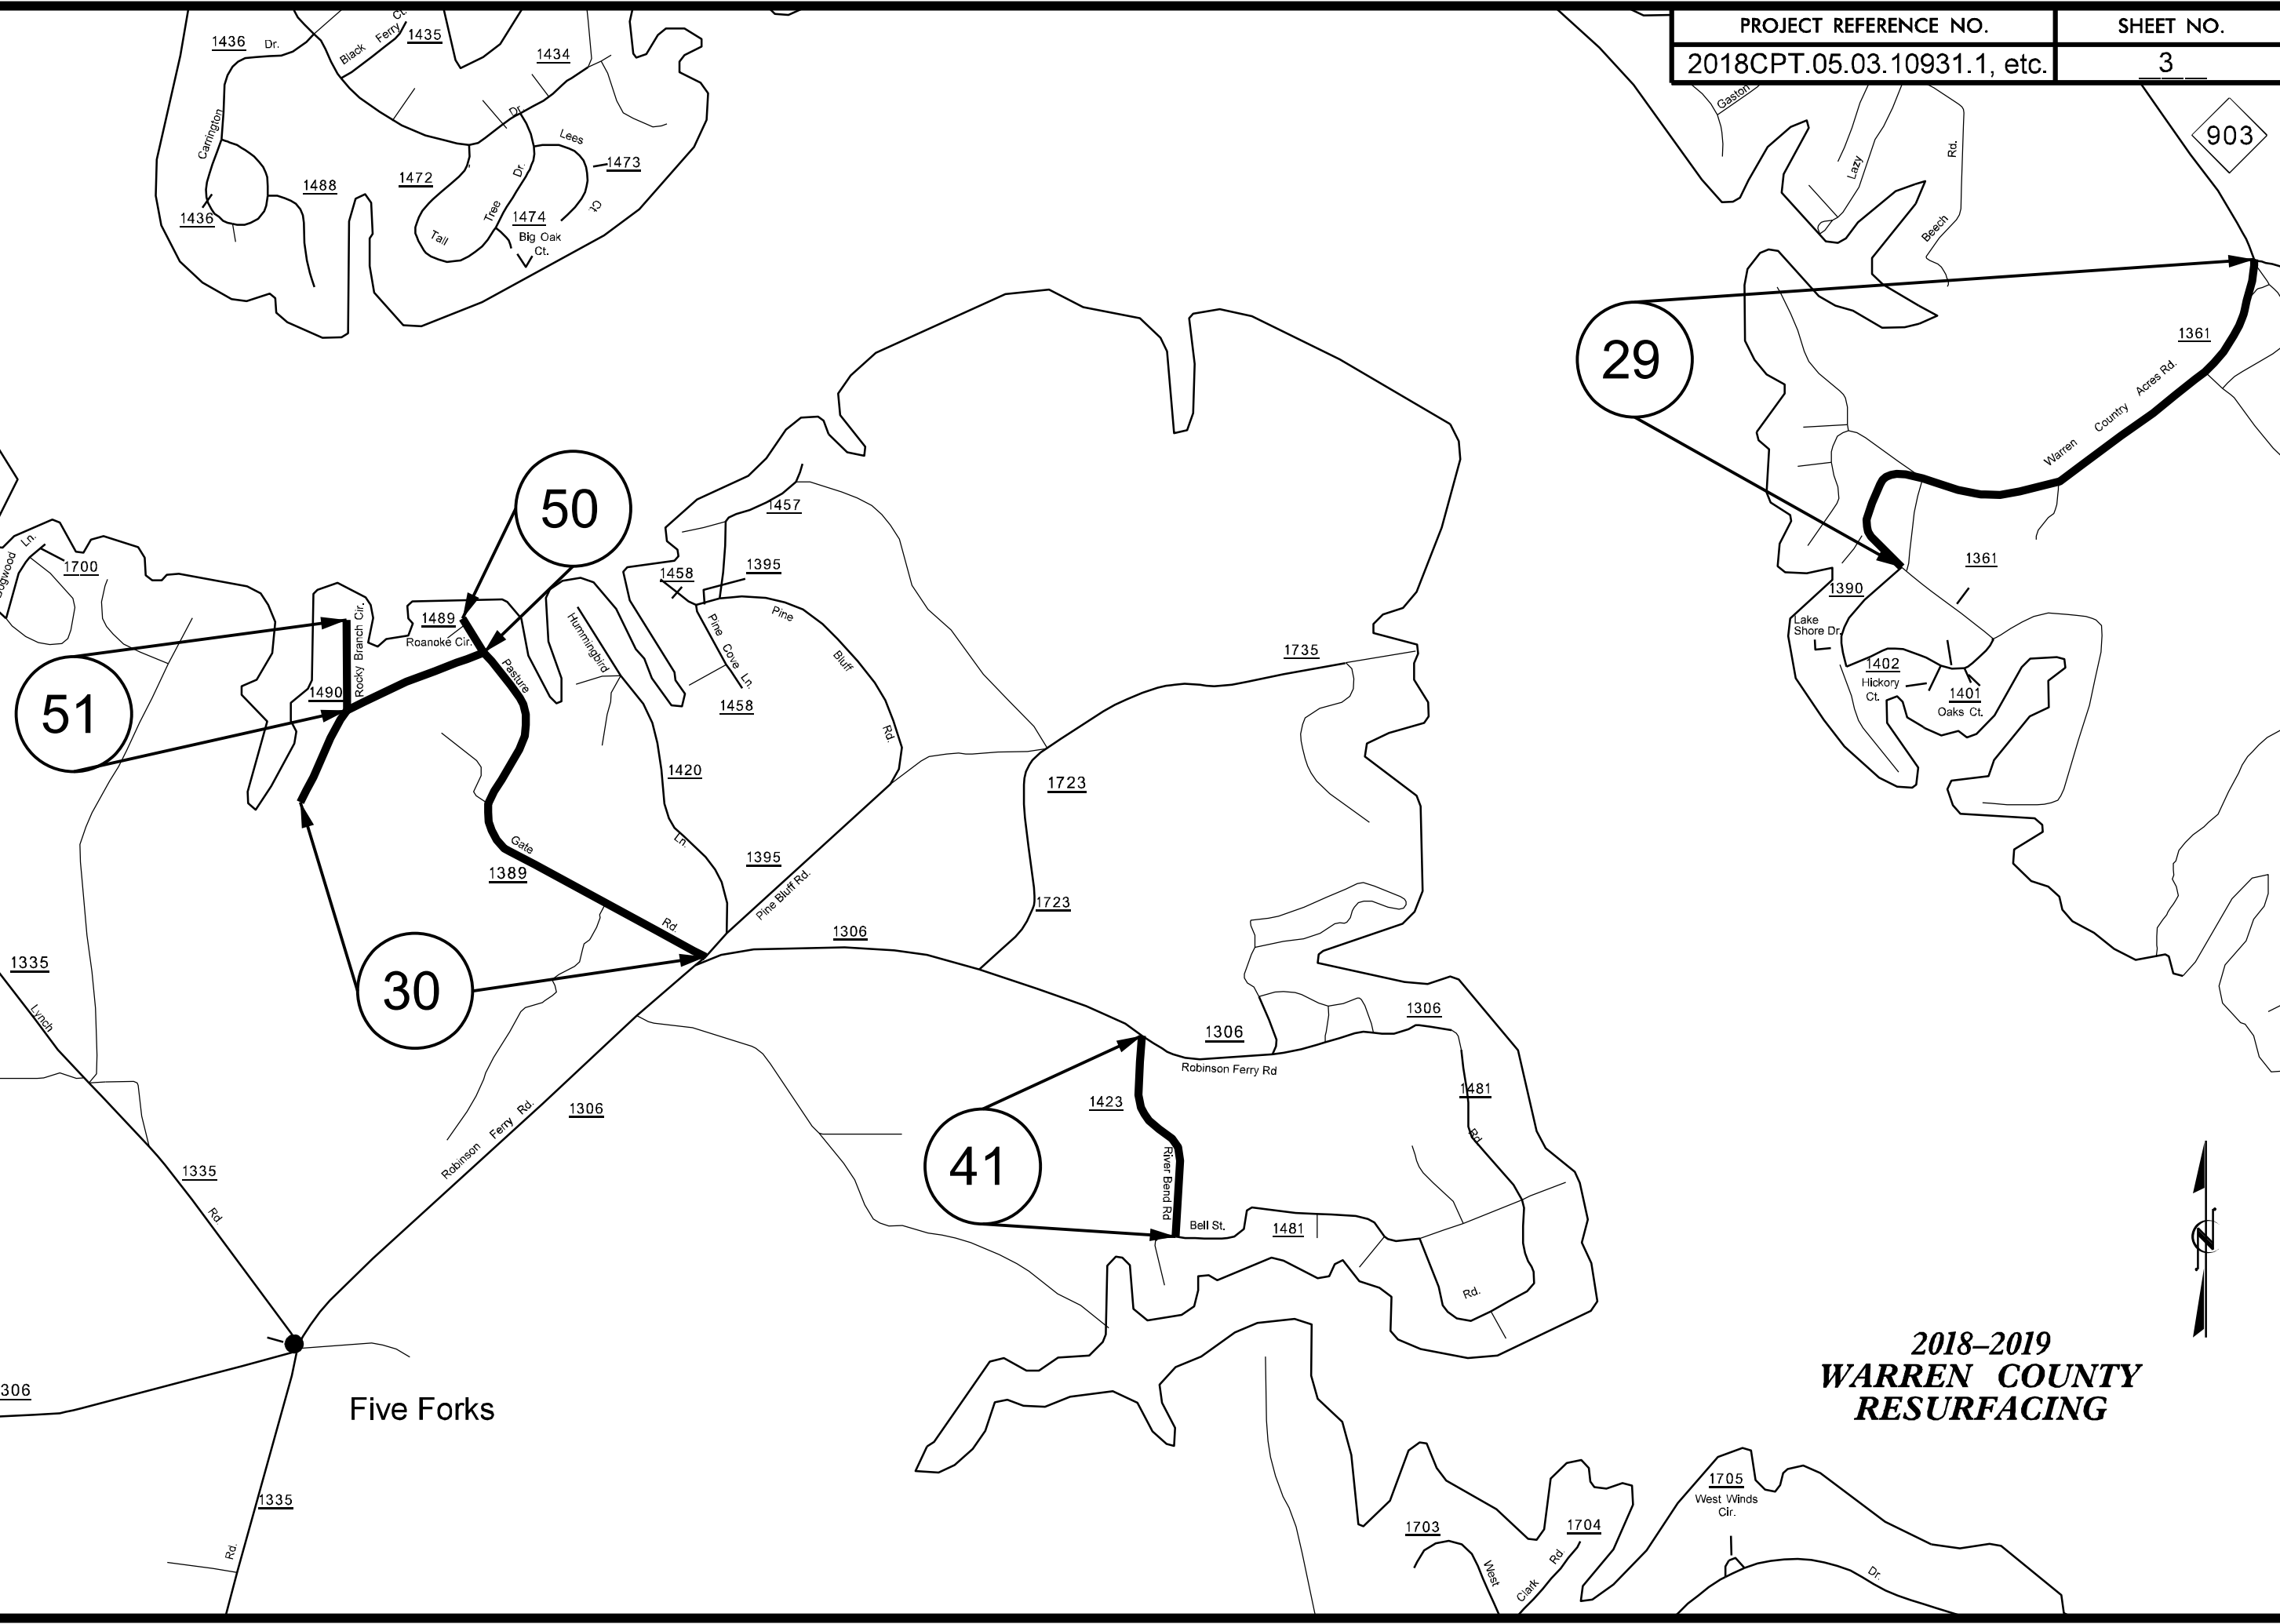 PROJECT REFERENCE NO.
SHEET NO.
2018CPT.05.03.10931.1, etc.
3
1436
Dr.
Black Ferry Ct.
1435
1434
Dr.
Carrington
Lees
Ct
1473
1488
1472
Dr.
Tree
Tall
1436
1474
Big Oak
Ct.
Gaston
Lazy
Rd.
Beech
903
29
1361
Warren Country Acres Rd.
50
1457
Ln.
1700
1458
1395
1361
1390
Lake
Shore Dr.
1402
Hickory
Ct.
1401
Oaks Ct.
1489
Roanoke Cir.
Rocky Branch Cir.
Hummingbird
Pine
Bluff
Rd.
Pine Cove Ln.
1458
1735
51
1490
Pasture
1420
Ln.
1723
Gate
1389
Rd.
1395
Pine Bluff Rd.
1723
1306
30
1335
Lynch
1306
1306
Robinson Ferry Rd
1481
Rd.
1423
41
River Bend Rd
Bell St.
1481
Rd.
1306
Robinson Ferry Rd.
1335
Rd
306
Five Forks
1335
Rd.
2018–2019
WARREN COUNTY
RESURFACING
N
1703
West
Clark Rd
1704
1705
West Winds
Cir.
Dr.